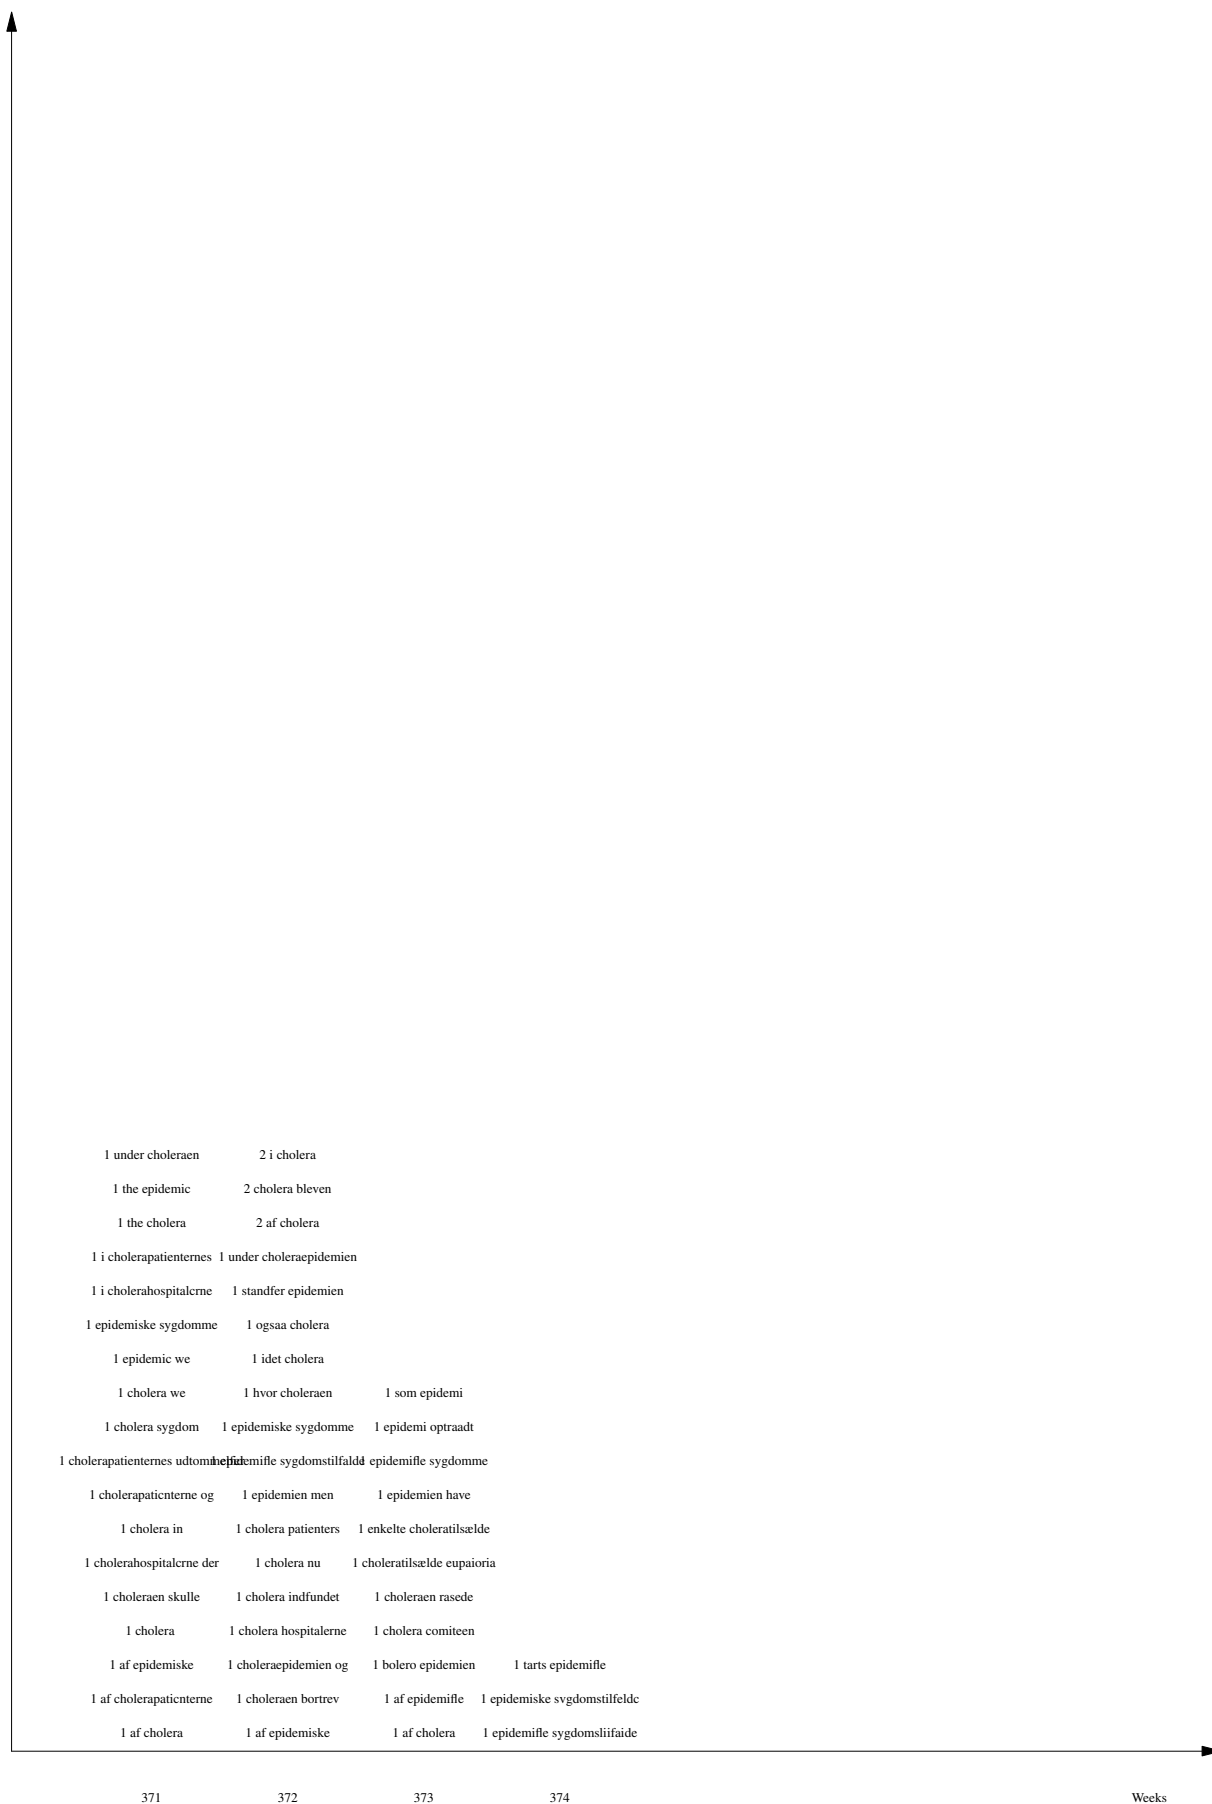 1 under choleraen 2 i cholera
1 the epidemic 2 cholera bleven
1 the cholera 2 af cholera
1 i cholerapatienternes 1 under choleraepidemien
1 i cholerahospitalcrne 1 standfer epidemien
1 epidemiske sygdomme 1 ogsaa cholera
1 epidemic we 1 idet cholera
1 cholera we 1 hvor choleraen 1 som epidemi
1 cholera sygdom 1 epidemiske sygdomme 1 epidemi optraadt
1 cholerapatienternes 1 epidemifle sygdomstilfalde 1 epidemifle sygdomme
1 cholerapaticnterne og 1 epidemien men 1 epidemien have
1 cholera in 1 cholera patienters 1 enkelte choleratilsælde
1 cholerahospitalcrne der 1 cholera nu 1 choleratilsælde eupaioria
1 choleraen skulle 1 cholera indfundet 1 choleraen rasede
1 cholera 1 cholera hospitalerne 1 cholera comiteen
1 af epidemiske 1 choleraepidemien og 1 bolero epidemien 1 tarts epidemifle
1 af cholerapaticnterne 1 choleraen bortrev 1 af epidemifle 1 epidemiske svgdomstilfeldc
1 af cholera 1 af epidemiske 1 af cholera 1 epidemifle sygdomsliifaide
371 372 373 374 Weeks